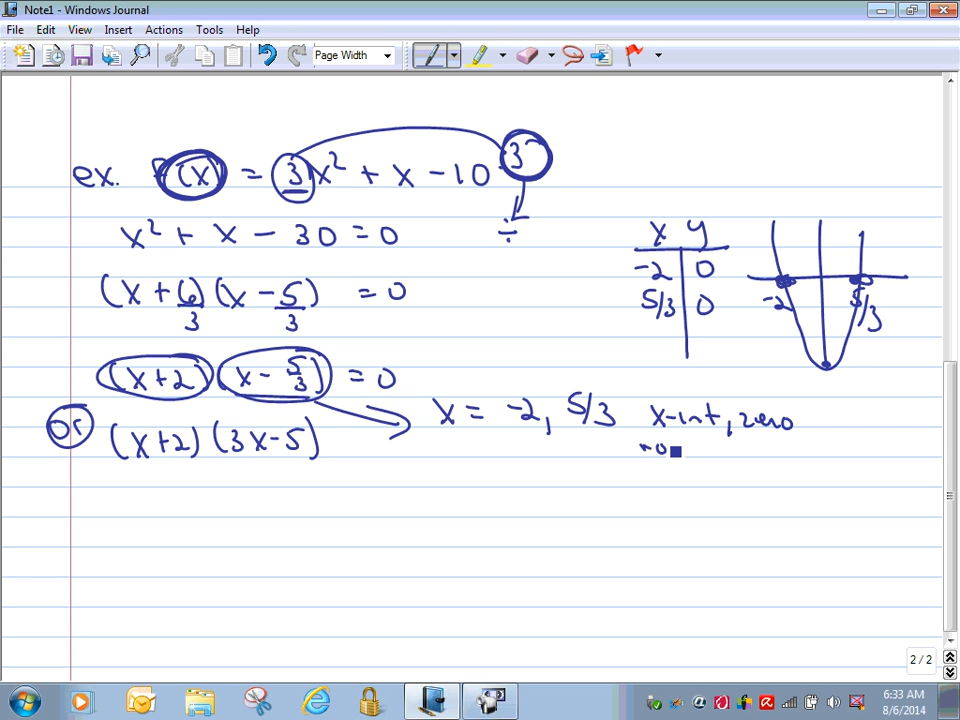 Note1 - Windows Journal
File Edit View Insert Actions Tools Help
Page Width
ex. f(x) = 3x² + x - 10 · 3
÷
x² + x - 30 = 0
(x + 6/3)(x - 5/3) = 0
(x+2)(x - 5/3) = 0
or (x+2)(3x-5)
x = -2, 5/3 x-int, zero
ro
x y
-2 0
5/3 0
-2 5/3
2 / 2
6:33 AM
8/6/2014